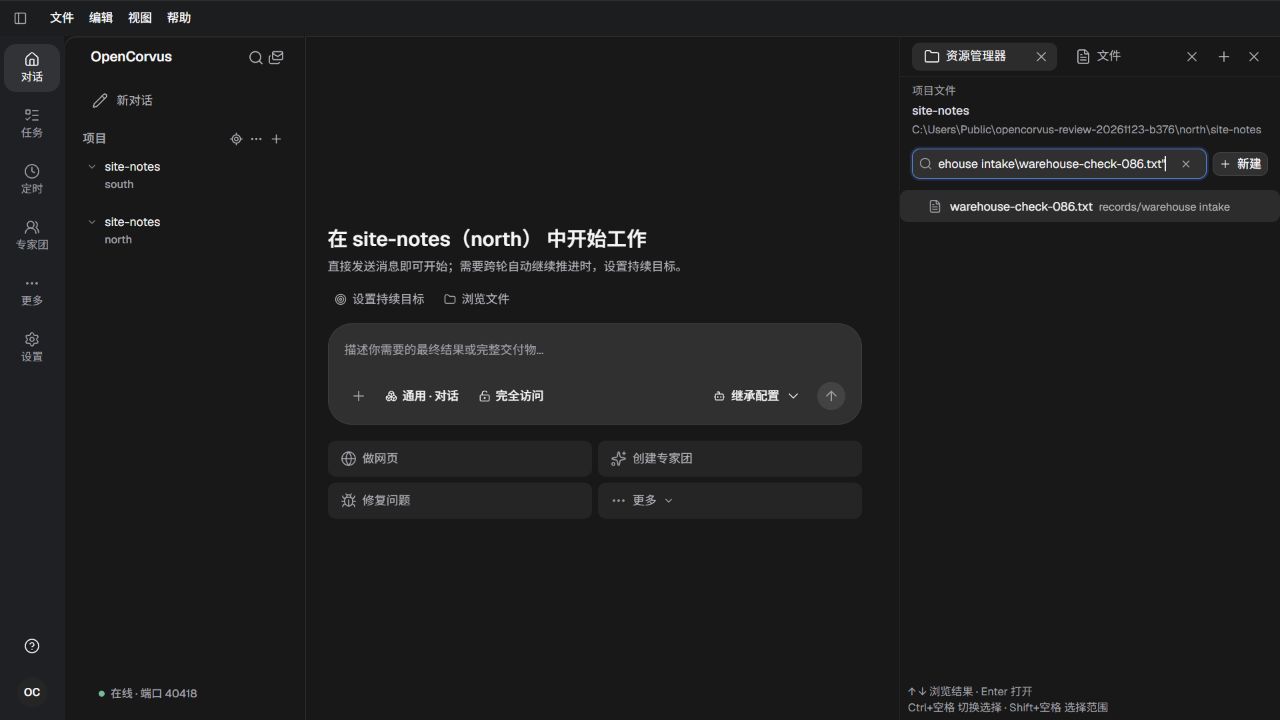 文件 编辑 视图 帮助
对话
任务
定时
专家团
更多
设置
OC
OpenCorvus
新对话
项目
site-notes
south
site-notes
north
在线 · 端口 40418
在 site-notes（north） 中开始工作
直接发送消息即可开始；需要跨轮自动继续推进时，设置持续目标。
设置持续目标 浏览文件
描述你需要的最终结果或完整交付物...
通用 · 对话 完全访问 继承配置
做网页 创建专家团
修复问题 更多
资源管理器 文件
项目文件
site-notes
C:\Users\Public\opencorvus-review-20261123-b376\north\site-notes
ehouse intake\warehouse-check-086.txt" 新建
warehouse-check-086.txt records/warehouse intake
↑↓ 浏览结果 · Enter 打开
Ctrl+空格 切换选择 · Shift+空格 选择范围